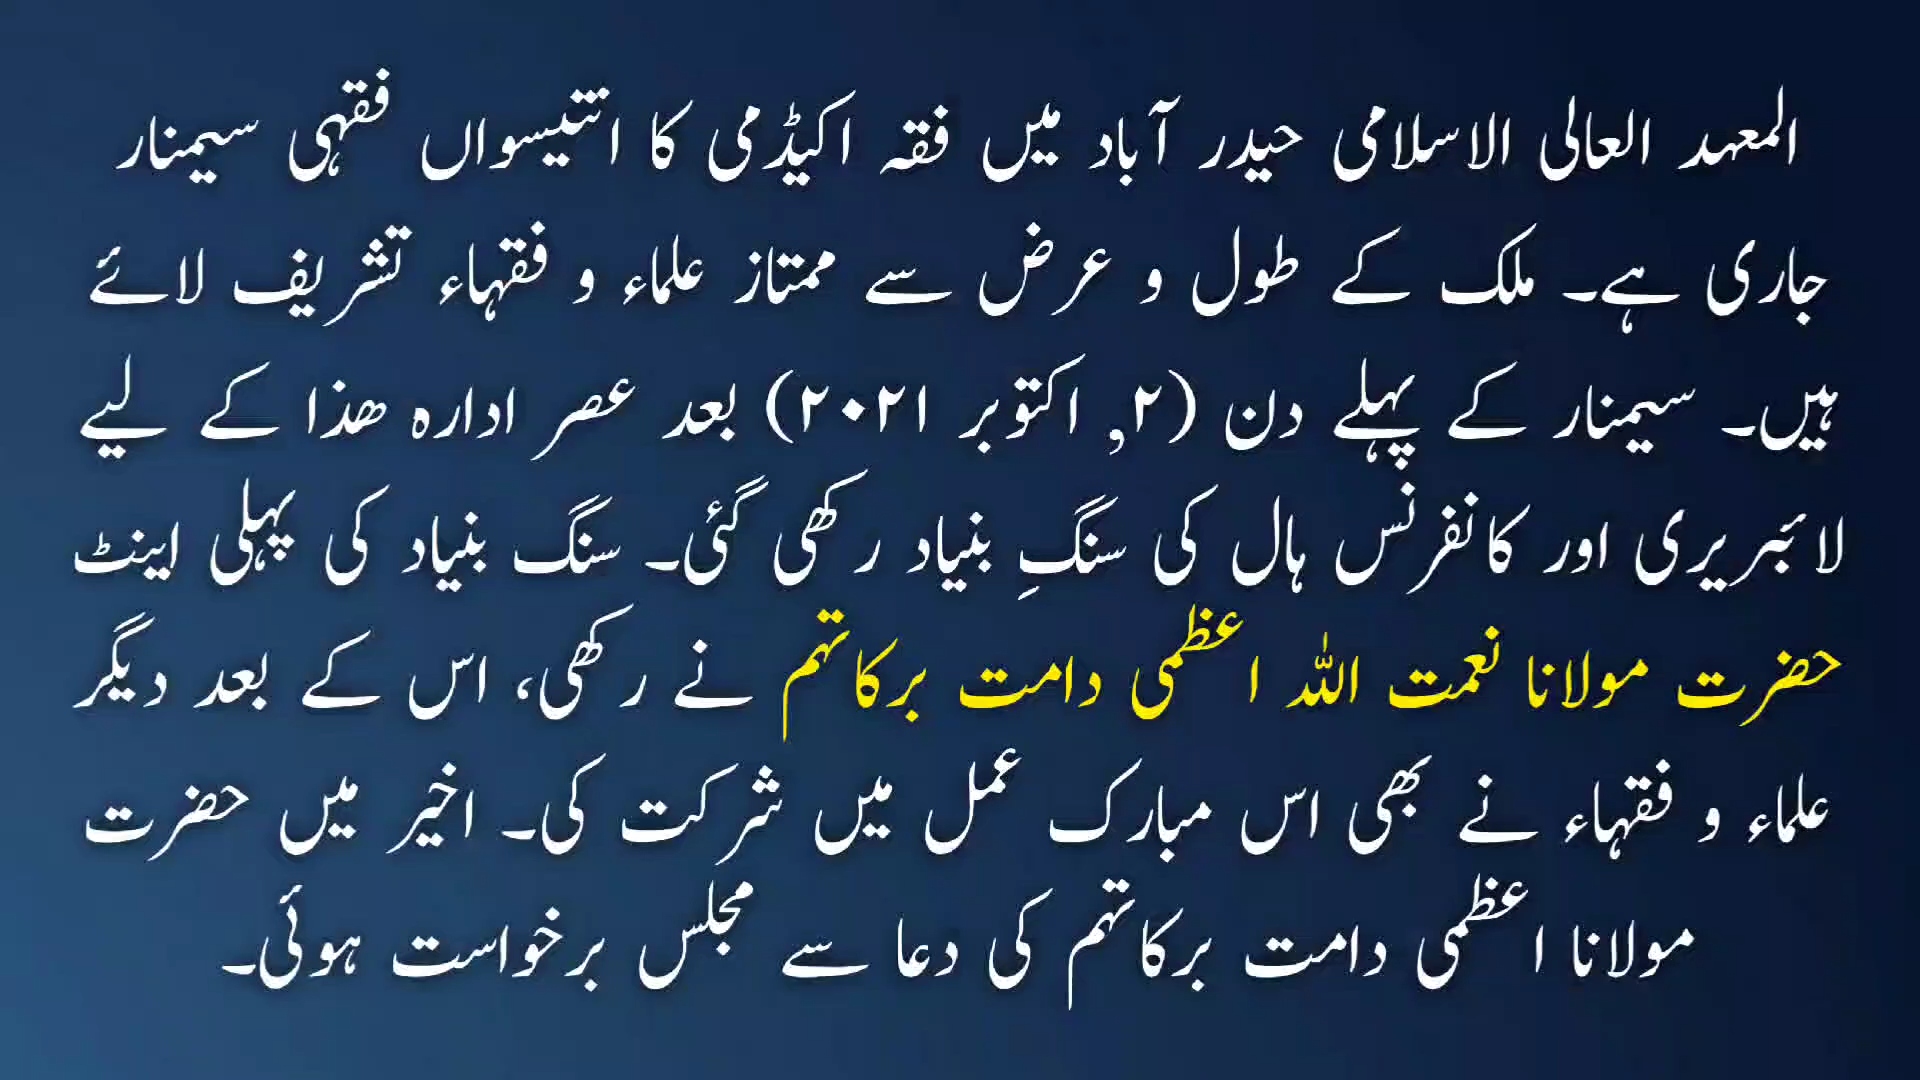 المعہد العالی الاسلامی حیدر آباد میں فقہ اکیڈمی کا انتیسواں فقہی سیمنار
جاری ہے۔ ملک کے طول و عرض سے ممتاز علماء و فقہاء تشریف لائے
ہیں۔ سیمنار کے پہلے دن (۲, اکتوبر ۲۰۲۱) بعد عصر ادارہ ھذا کے لیے
لائبریری اور کانفرنس ہال کی سنگِ بنیاد رکھی گئی۔ سنگ بنیاد کی پہلی اینٹ
حضرت مولانا نعمت اللہ اعظمی دامت برکاتہم نے رکھی، اس کے بعد دیگر
علماء و فقہاء نے بھی اس مبارک عمل میں شرکت کی۔ اخیر میں حضرت
مولانا اعظمی دامت برکاتہم کی دعا سے مجلس برخواست ہوئی۔